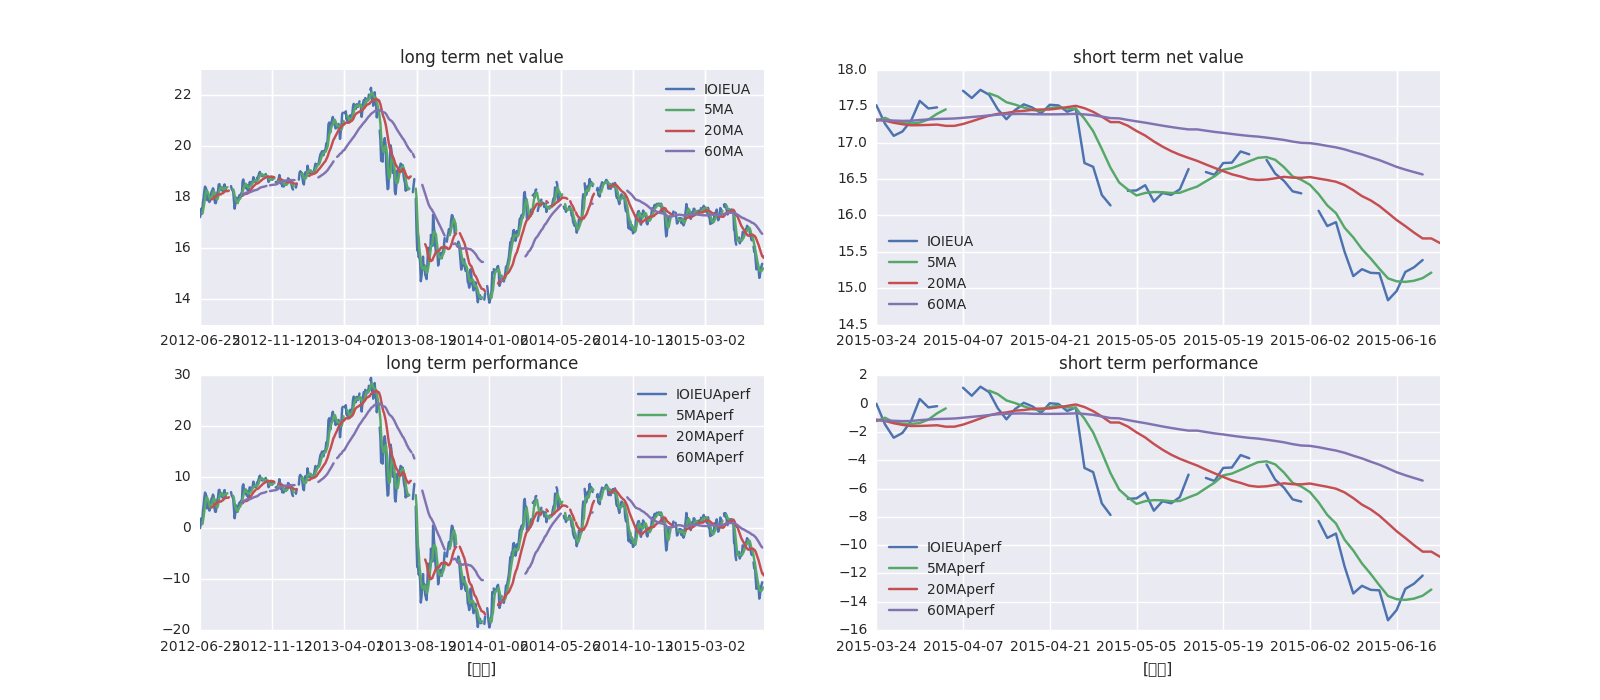 long term net value
22
20
18
16
14
IOIEUA
5MA
20MA
60MA
2012-06-25 2012-11-12 2013-04-01 2013-08-19 2014-01-06 2014-05-26 2014-10-13 2015-03-02
short term net value
18.0
17.5
17.0
16.5
16.0
15.5
15.0
14.5
IOIEUA
5MA
20MA
60MA
2015-03-24 2015-04-07 2015-04-21 2015-05-05 2015-05-19 2015-06-02 2015-06-16
long term performance
30
20
10
0
−10
−20
IOIEUAperf
5MAperf
20MAperf
60MAperf
2012-06-25 2012-11-12 2013-04-01 2013-08-19 2014-01-06 2014-05-26 2014-10-13 2015-03-02
short term performance
2
0
−2
−4
−6
−8
−10
−12
−14
−16
IOIEUAperf
5MAperf
20MAperf
60MAperf
2015-03-24 2015-04-07 2015-04-21 2015-05-05 2015-05-19 2015-06-02 2015-06-16